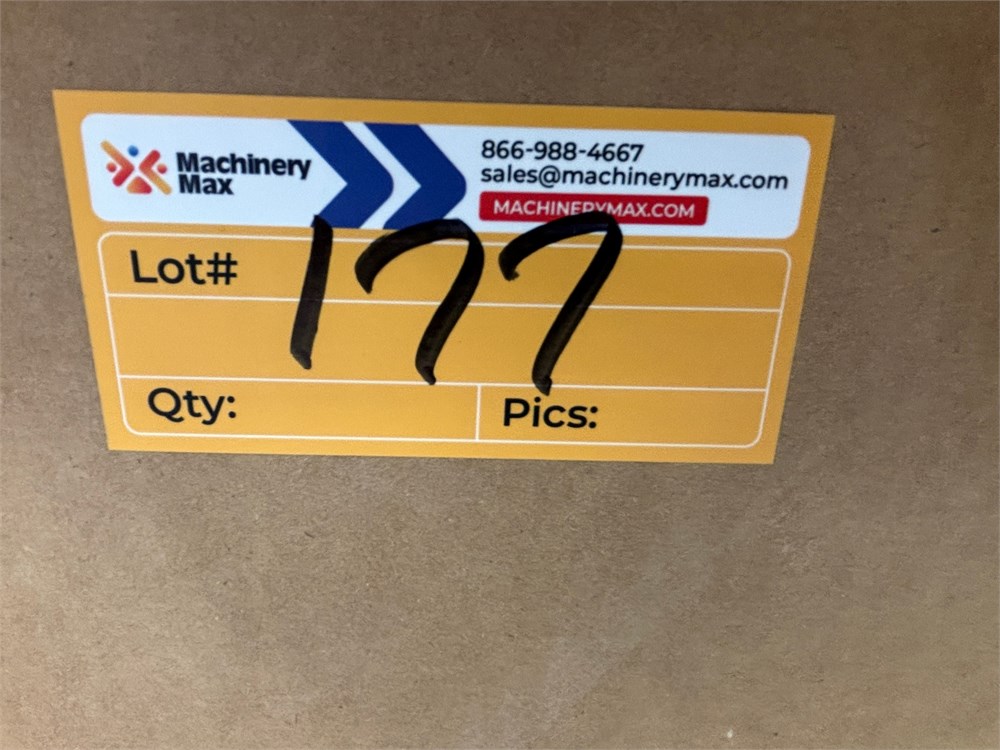 Machinery
Max
866-988-4667
sales@machinerymax.com
MACHINERYMAX.COM
Lot# 177
Qty:
Pics: